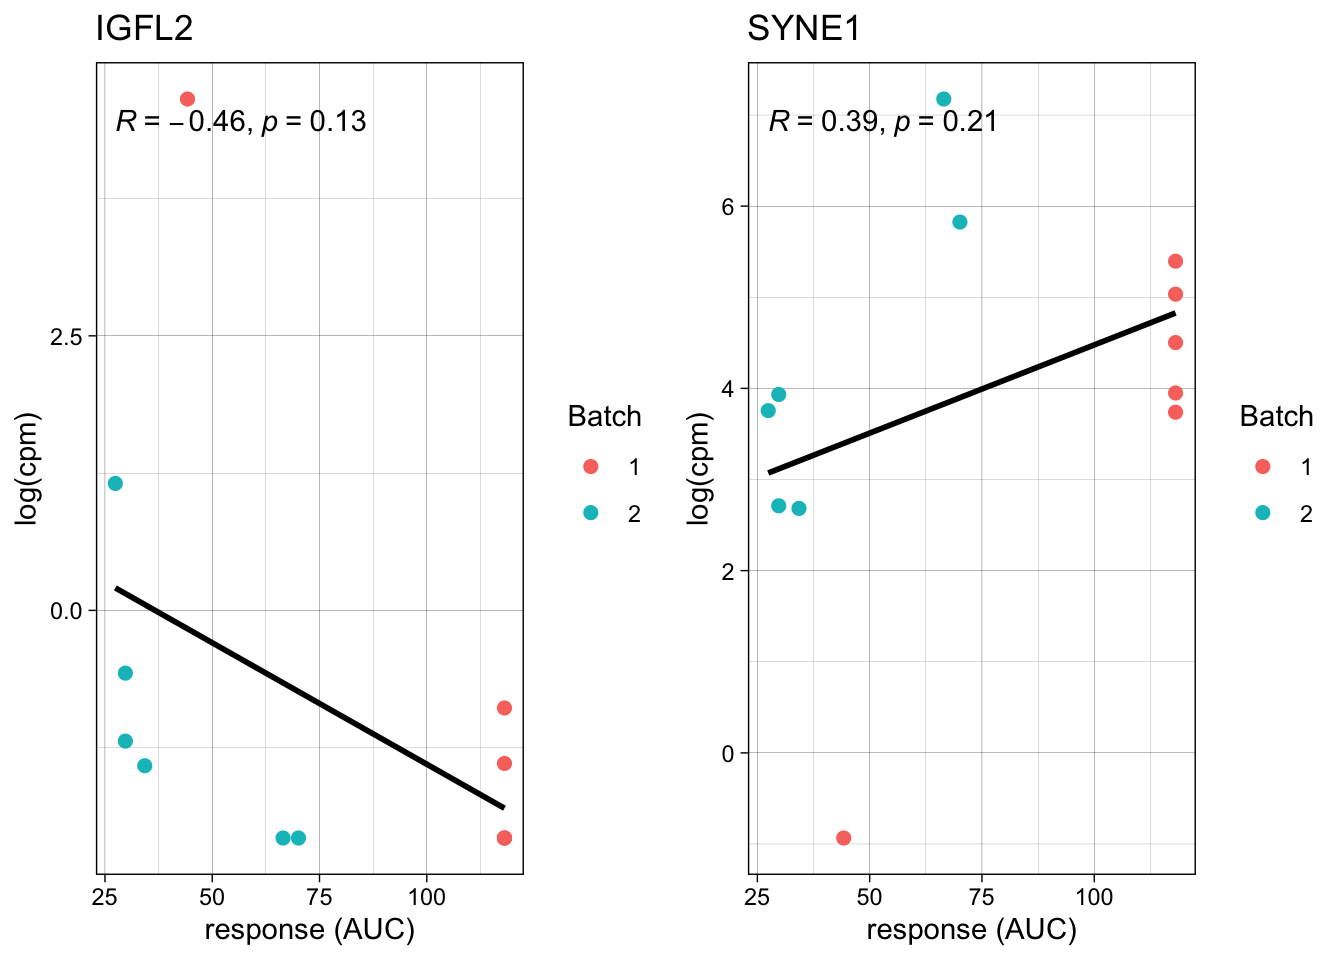 IGFL2
R = −0.46, p = 0.13
2.5
0.0
log(cpm)
25 50 75 100
response (AUC)
Batch
1
2
SYNE1
R = 0.39, p = 0.21
6
4
2
0
log(cpm)
25 50 75 100
response (AUC)
Batch
1
2